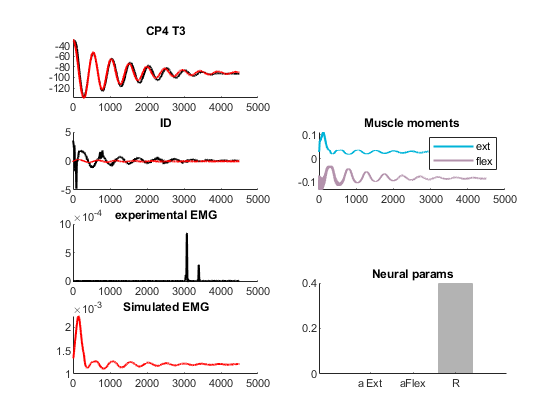 CP4 T3
-40
-60
-80
-100
-120
0 1000 2000 3000 4000 5000
ID
5
0
-5
0 1000 2000 3000 4000 5000
Muscle moments
0.1
0
-0.1
ext
flex
0 1000 2000 3000 4000 5000
experimental EMG
×10⁻⁴
10
5
0
0 1000 2000 3000 4000 5000
Simulated EMG
×10⁻³
2
1.5
1
0 1000 2000 3000 4000 5000
Neural params
0.4
0.2
0
a Ext aFlex R